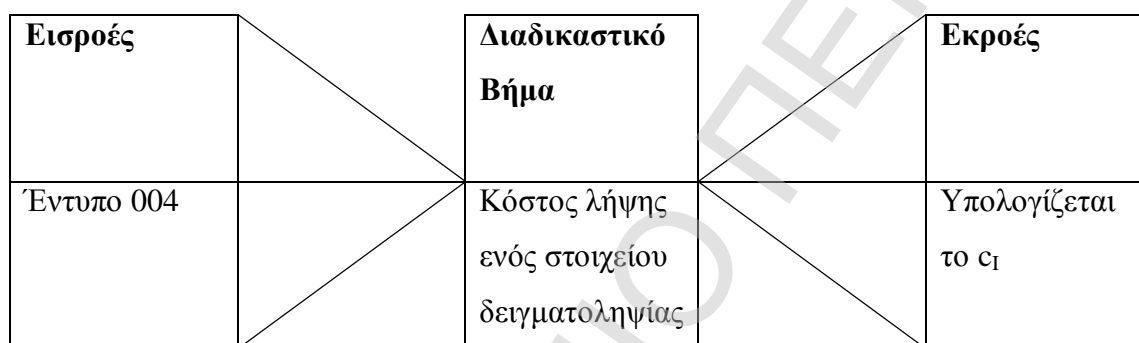 Εισροές
Διαδικαστικό
Βήμα
Εκροές
Έντυπο 004
Κόστος λήψης
ενός στοιχείου
δειγματοληψίας
Υπολογίζεται
το cI